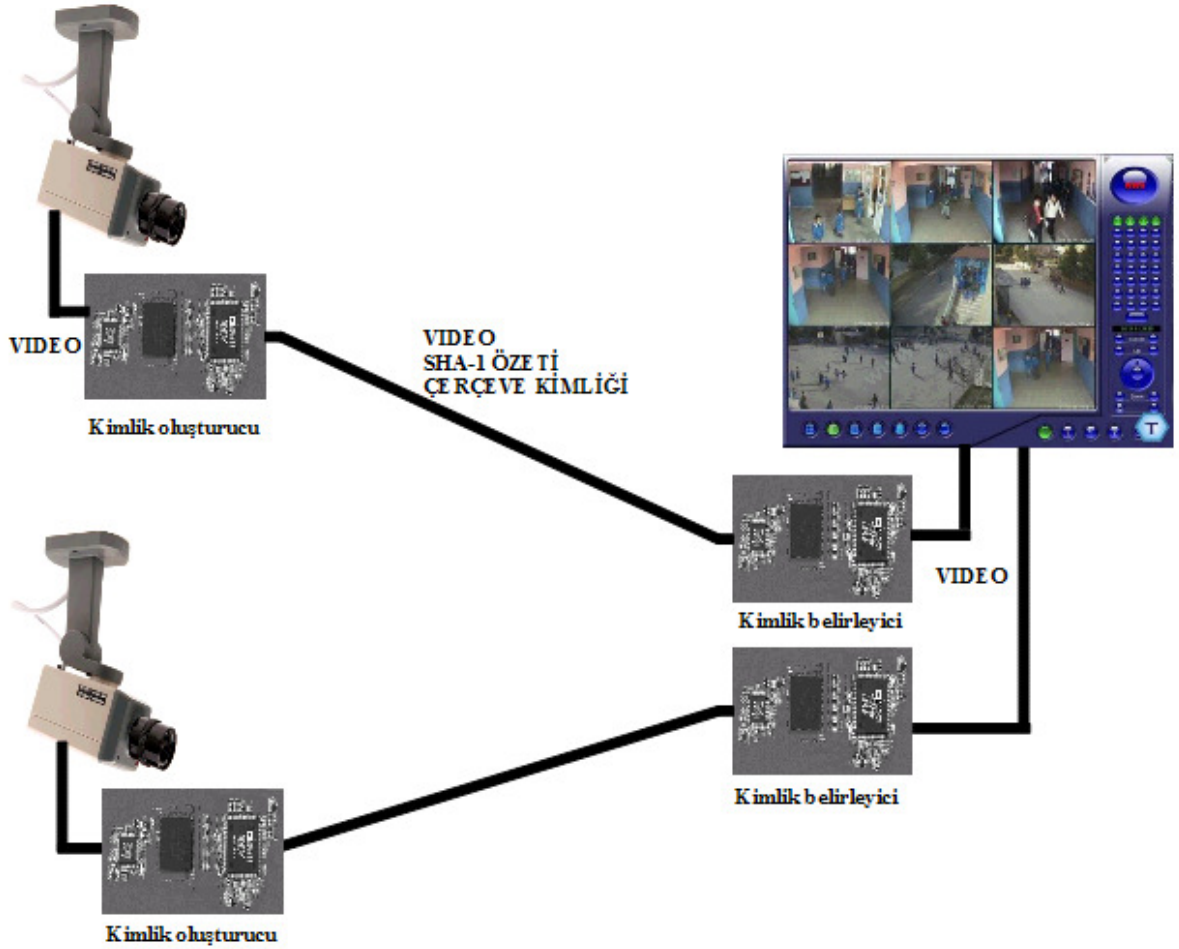 VIDEO
Kimlik oluşturucu
VIDEO
SHA-1 ÖZETİ
ÇERÇEVE KİMLİĞİ
T
Kimlik belirleyici
VIDEO
Kimlik belirleyici
Kimlik oluşturucu